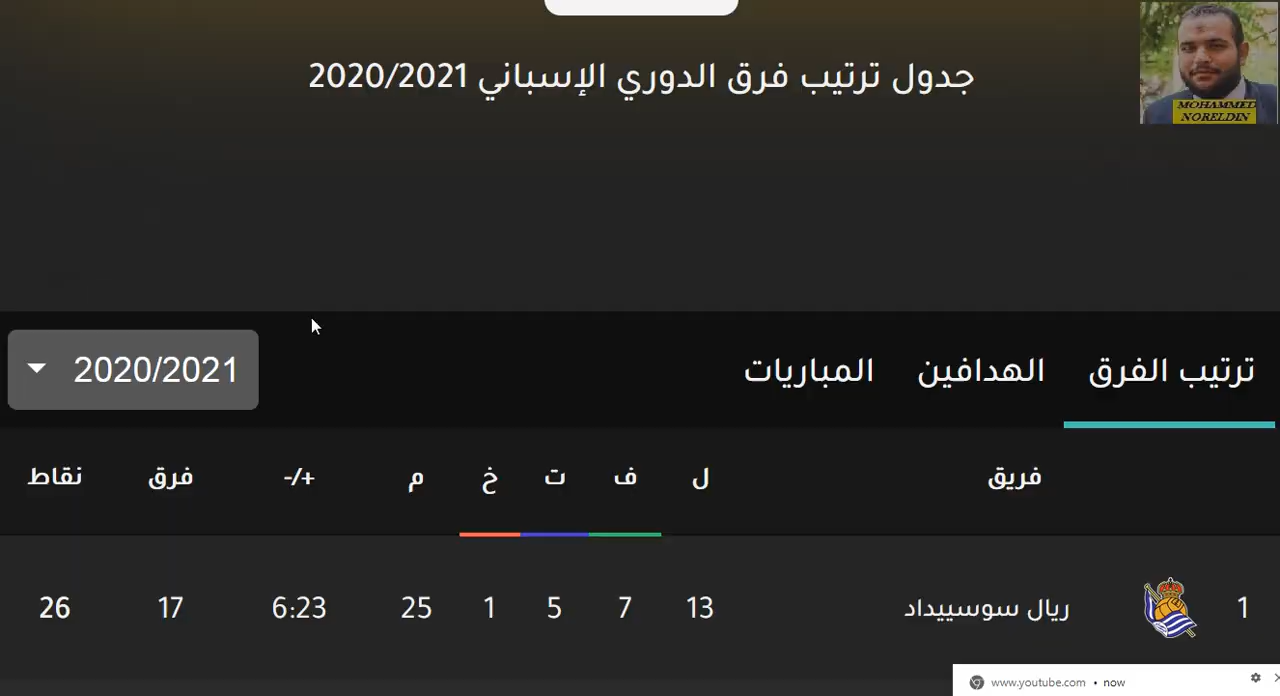 جدول ترتيب فرق الدوري الإسباني 2020/2021
MOHAMMED
NORELDIN
ترتيب الفرق الهدافين المباريات 2020/2021
فريق ل ف ت خ م +/- فرق نقاط
1 ريال سوسييداد 13 7 5 1 25 6:23 17 26
www.youtube.com • now